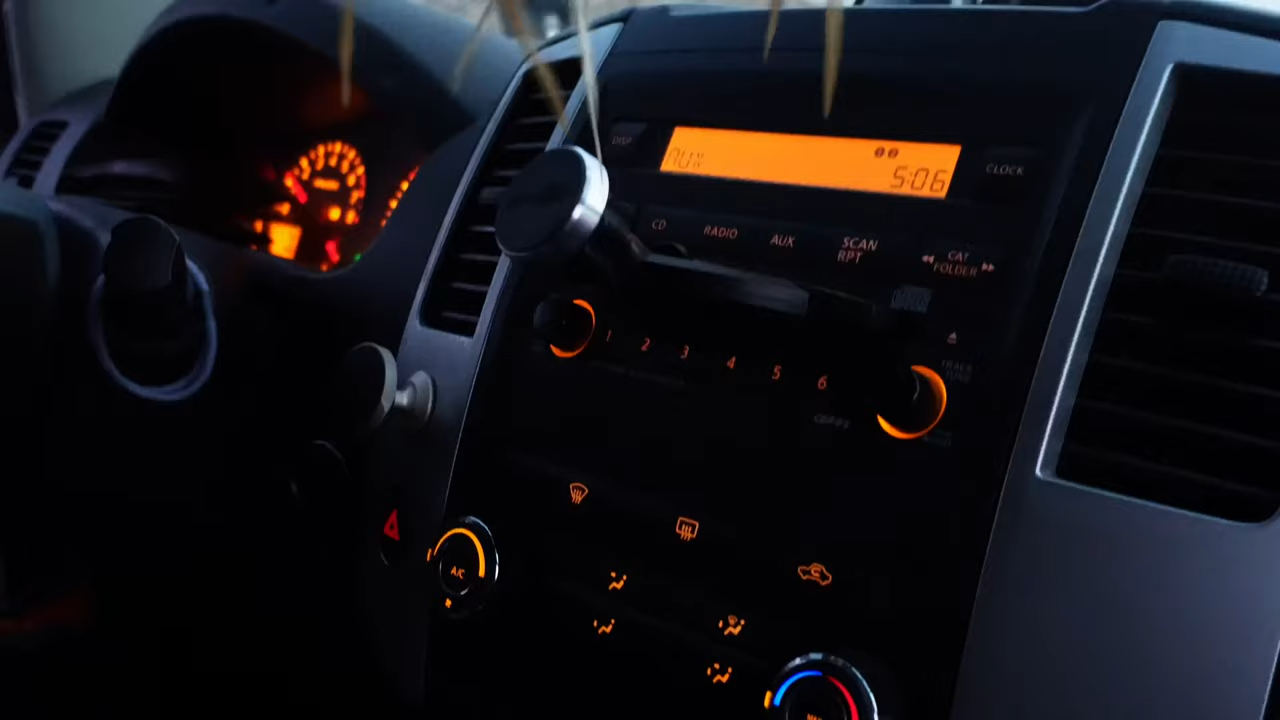 DISP
AUX
5:06
CLOCK
CD
RADIO
AUX
SCAN
RPT
CAT
FOLDER
1 2 3 4 5 6
A/C